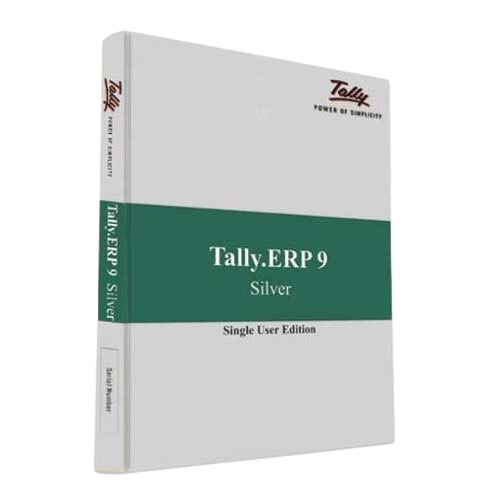 Tally
POWER OF SIMPLICITY
Tally.ERP 9 Silver
Serial Number
Tally
POWER OF SIMPLICITY
Tally.ERP 9
Silver
Single User Edition